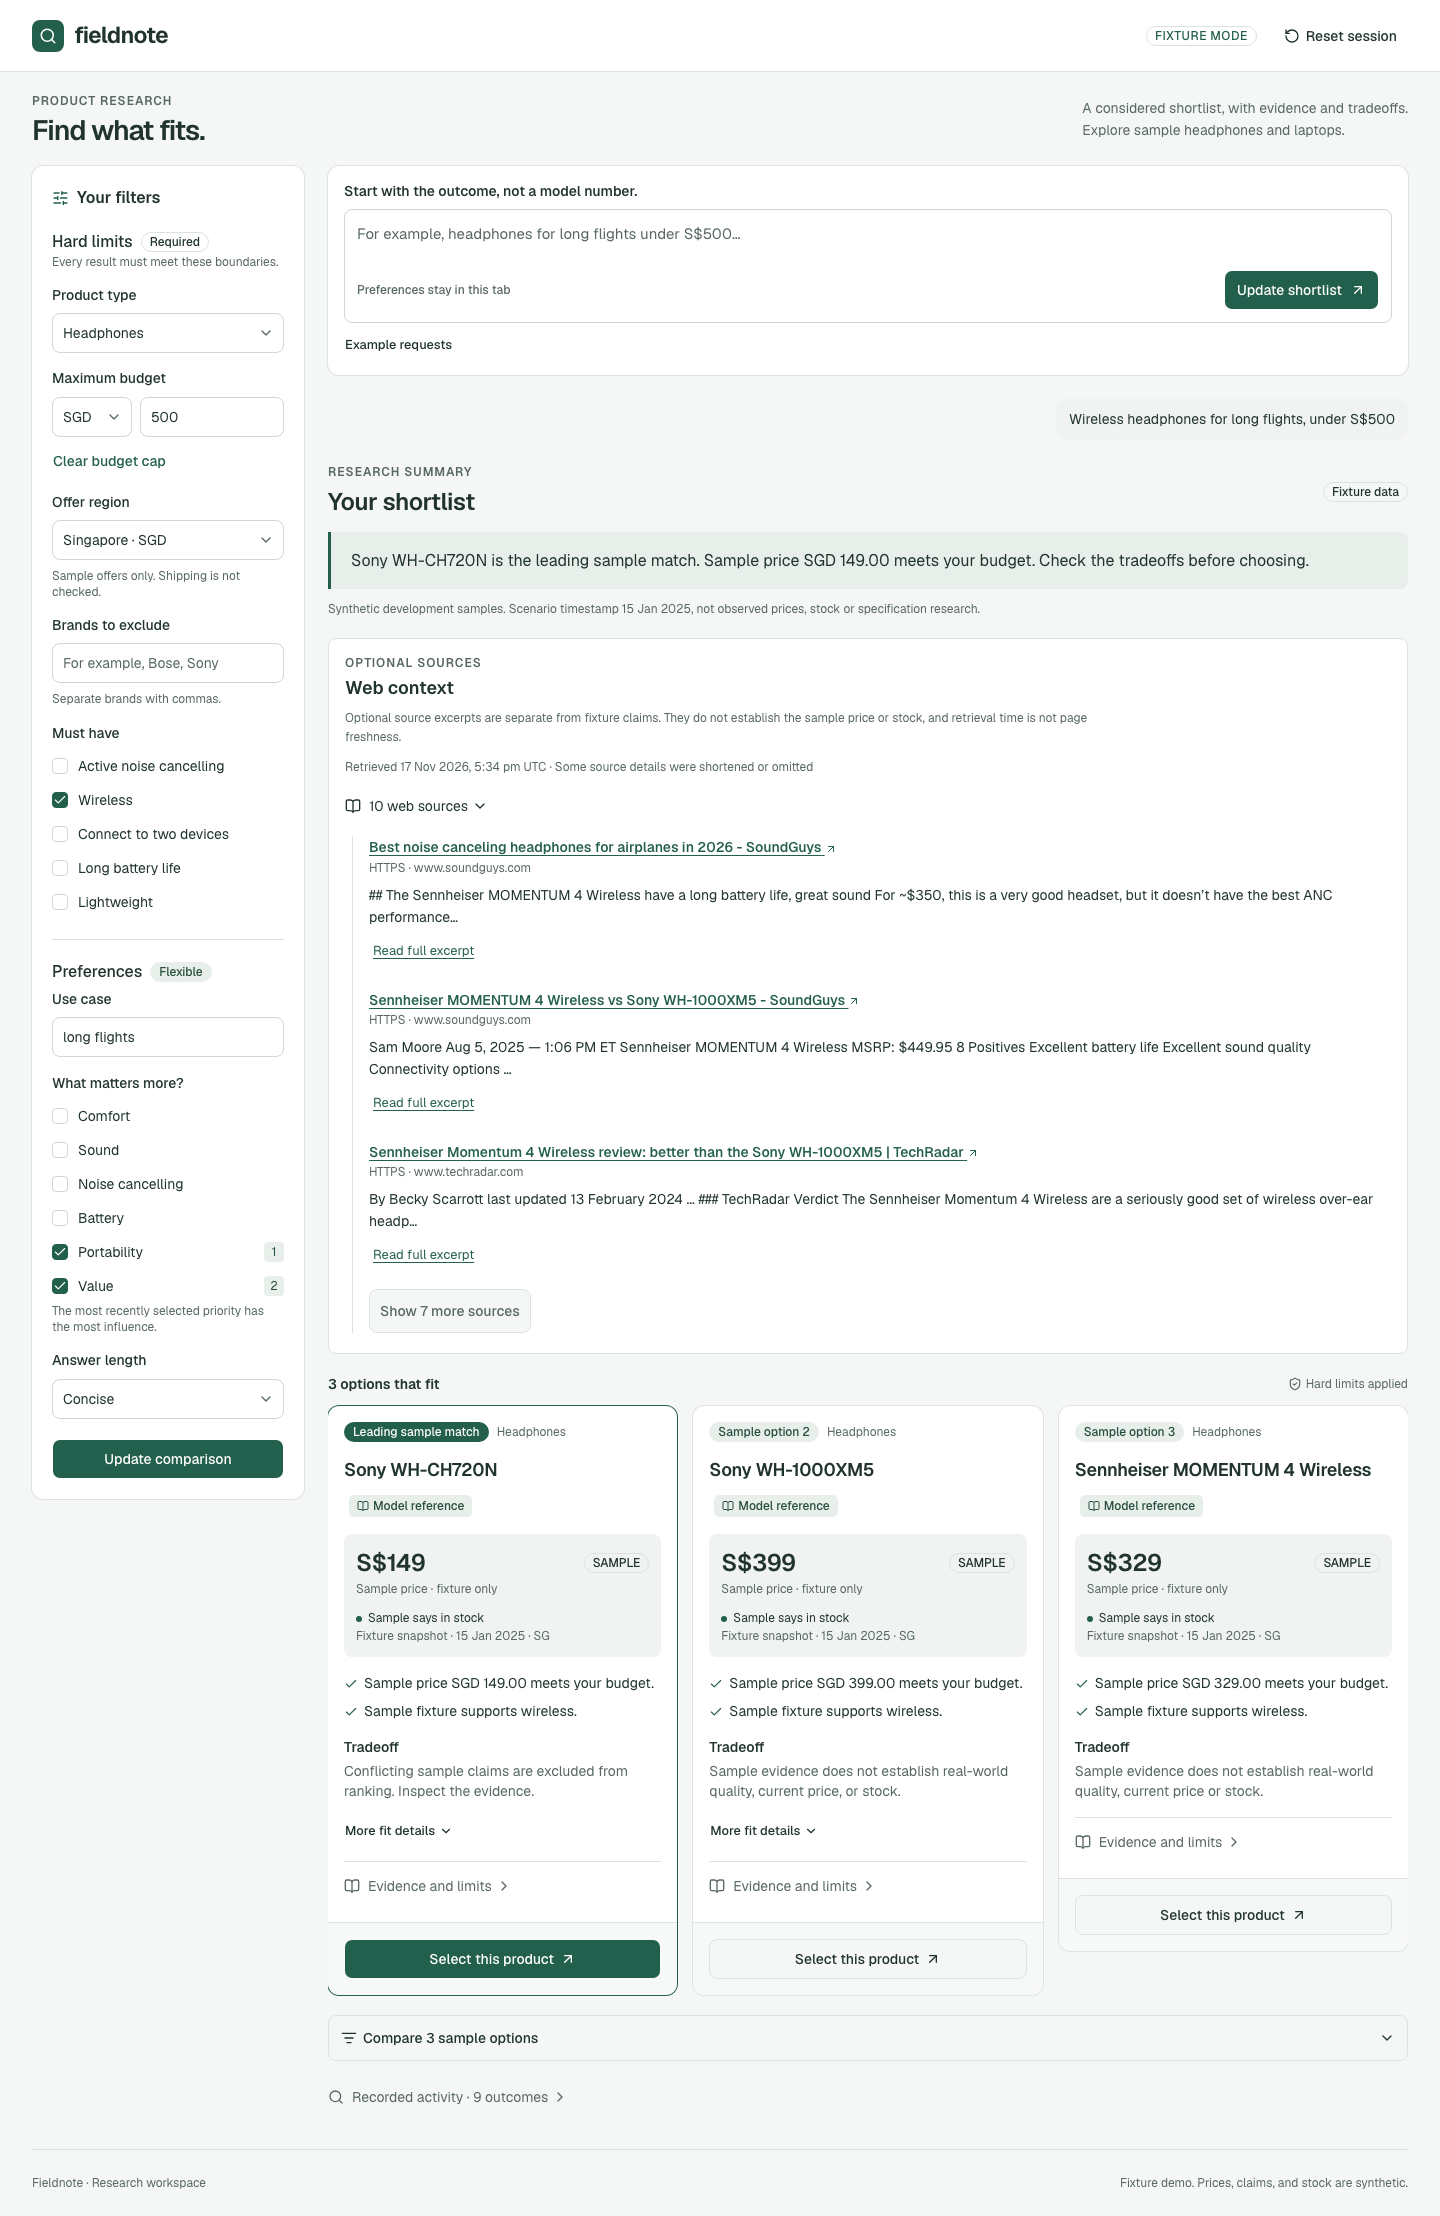 fieldnote
FIXTURE MODE
Reset session
PRODUCT RESEARCH
Find what fits.
A considered shortlist, with evidence and tradeoffs.
Explore sample headphones and laptops.
Your filters
Hard limits
Required
Every result must meet these boundaries.
Product type
Headphones
Maximum budget
SGD
500
Clear budget cap
Offer region
Singapore · SGD
Sample offers only. Shipping is not
checked.
Brands to exclude
For example, Bose, Sony
Separate brands with commas.
Must have
Active noise cancelling
Wireless
Connect to two devices
Long battery life
Lightweight
Preferences
Flexible
Use case
long flights
What matters more?
Comfort
Sound
Noise cancelling
Battery
Portability
1
Value
2
The most recently selected priority has
the most influence.
Answer length
Concise
Update comparison
Start with the outcome, not a model number.
For example, headphones for long flights under S$500…
Preferences stay in this tab
Update shortlist
Example requests
Wireless headphones for long flights, under S$500
RESEARCH SUMMARY
Your shortlist
Fixture data
Sony WH-CH720N is the leading sample match. Sample price SGD 149.00 meets your budget. Check the tradeoffs before choosing.
Synthetic development samples. Scenario timestamp 15 Jan 2025, not observed prices, stock or specification research.
OPTIONAL SOURCES
Web context
Optional source excerpts are separate from fixture claims. They do not establish the sample price or stock, and retrieval time is not page
freshness.
Retrieved 17 Nov 2026, 5:34 pm UTC · Some source details were shortened or omitted
10 web sources
Best noise canceling headphones for airplanes in 2026 - SoundGuys
HTTPS · www.soundguys.com
## The Sennheiser MOMENTUM 4 Wireless have a long battery life, great sound For ~$350, this is a very good headset, but it doesn’t have the best ANC
performance…
Read full excerpt
Sennheiser MOMENTUM 4 Wireless vs Sony WH-1000XM5 - SoundGuys
HTTPS · www.soundguys.com
Sam Moore Aug 5, 2025 — 1:06 PM ET Sennheiser MOMENTUM 4 Wireless MSRP: $449.95 8 Positives Excellent battery life Excellent sound quality
Connectivity options …
Read full excerpt
Sennheiser Momentum 4 Wireless review: better than the Sony WH-1000XM5 | TechRadar
HTTPS · www.techradar.com
By Becky Scarrott last updated 13 February 2024 … ### TechRadar Verdict The Sennheiser Momentum 4 Wireless are a seriously good set of wireless over-ear
headp…
Read full excerpt
Show 7 more sources
3 options that fit
Hard limits applied
Leading sample match
Headphones
Sony WH-CH720N
Model reference
S$149
SAMPLE
Sample price · fixture only
Sample says in stock
Fixture snapshot · 15 Jan 2025 · SG
Sample price SGD 149.00 meets your budget.
Sample fixture supports wireless.
Tradeoff
Conflicting sample claims are excluded from
ranking. Inspect the evidence.
More fit details
Evidence and limits
Select this product
Sample option 2
Headphones
Sony WH-1000XM5
Model reference
S$399
SAMPLE
Sample price · fixture only
Sample says in stock
Fixture snapshot · 15 Jan 2025 · SG
Sample price SGD 399.00 meets your budget.
Sample fixture supports wireless.
Tradeoff
Sample evidence does not establish real-world
quality, current price, or stock.
More fit details
Evidence and limits
Select this product
Sample option 3
Headphones
Sennheiser MOMENTUM 4 Wireless
Model reference
S$329
SAMPLE
Sample price · fixture only
Sample says in stock
Fixture snapshot · 15 Jan 2025 · SG
Sample price SGD 329.00 meets your budget.
Sample fixture supports wireless.
Tradeoff
Sample evidence does not establish real-world
quality, current price or stock.
Evidence and limits
Select this product
Compare 3 sample options
Recorded activity · 9 outcomes
Fieldnote · Research workspace
Fixture demo. Prices, claims, and stock are synthetic.